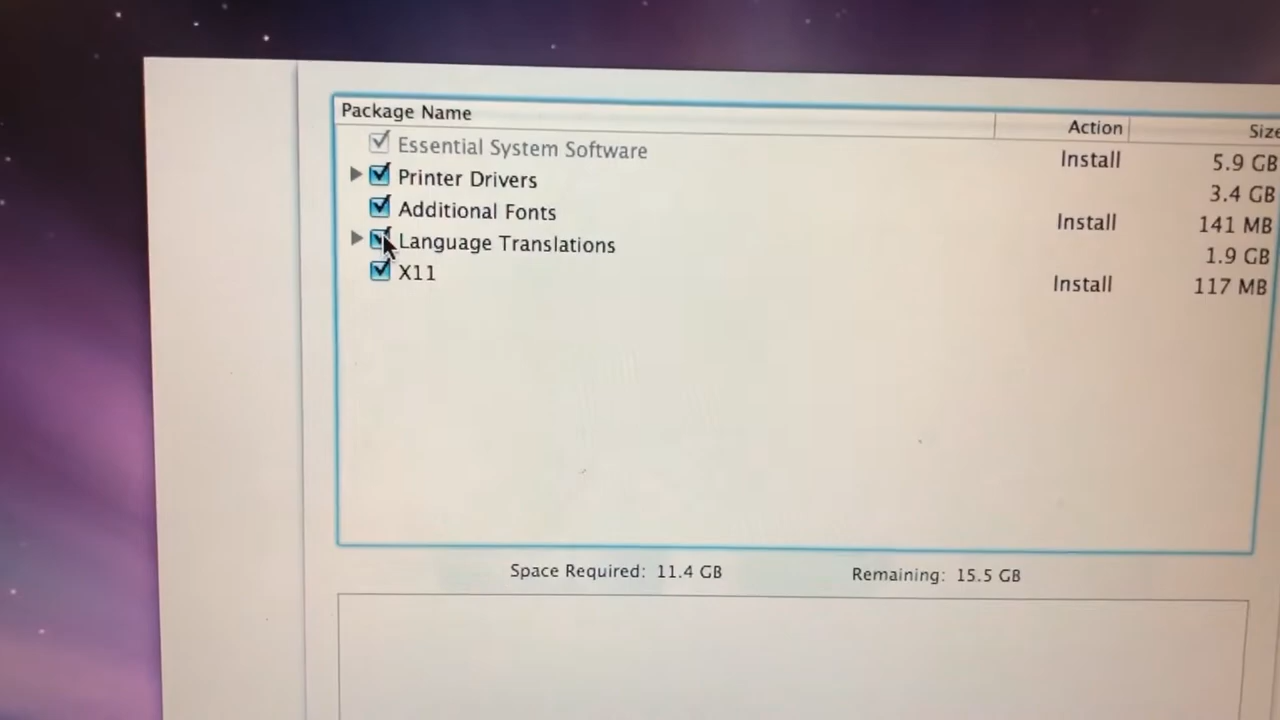 Package Name Action Size
Essential System Software Install 5.9 GB
Printer Drivers 3.4 GB
Additional Fonts Install 141 MB
Language Translations 1.9 GB
X11 Install 117 MB
Space Required: 11.4 GB Remaining: 15.5 GB